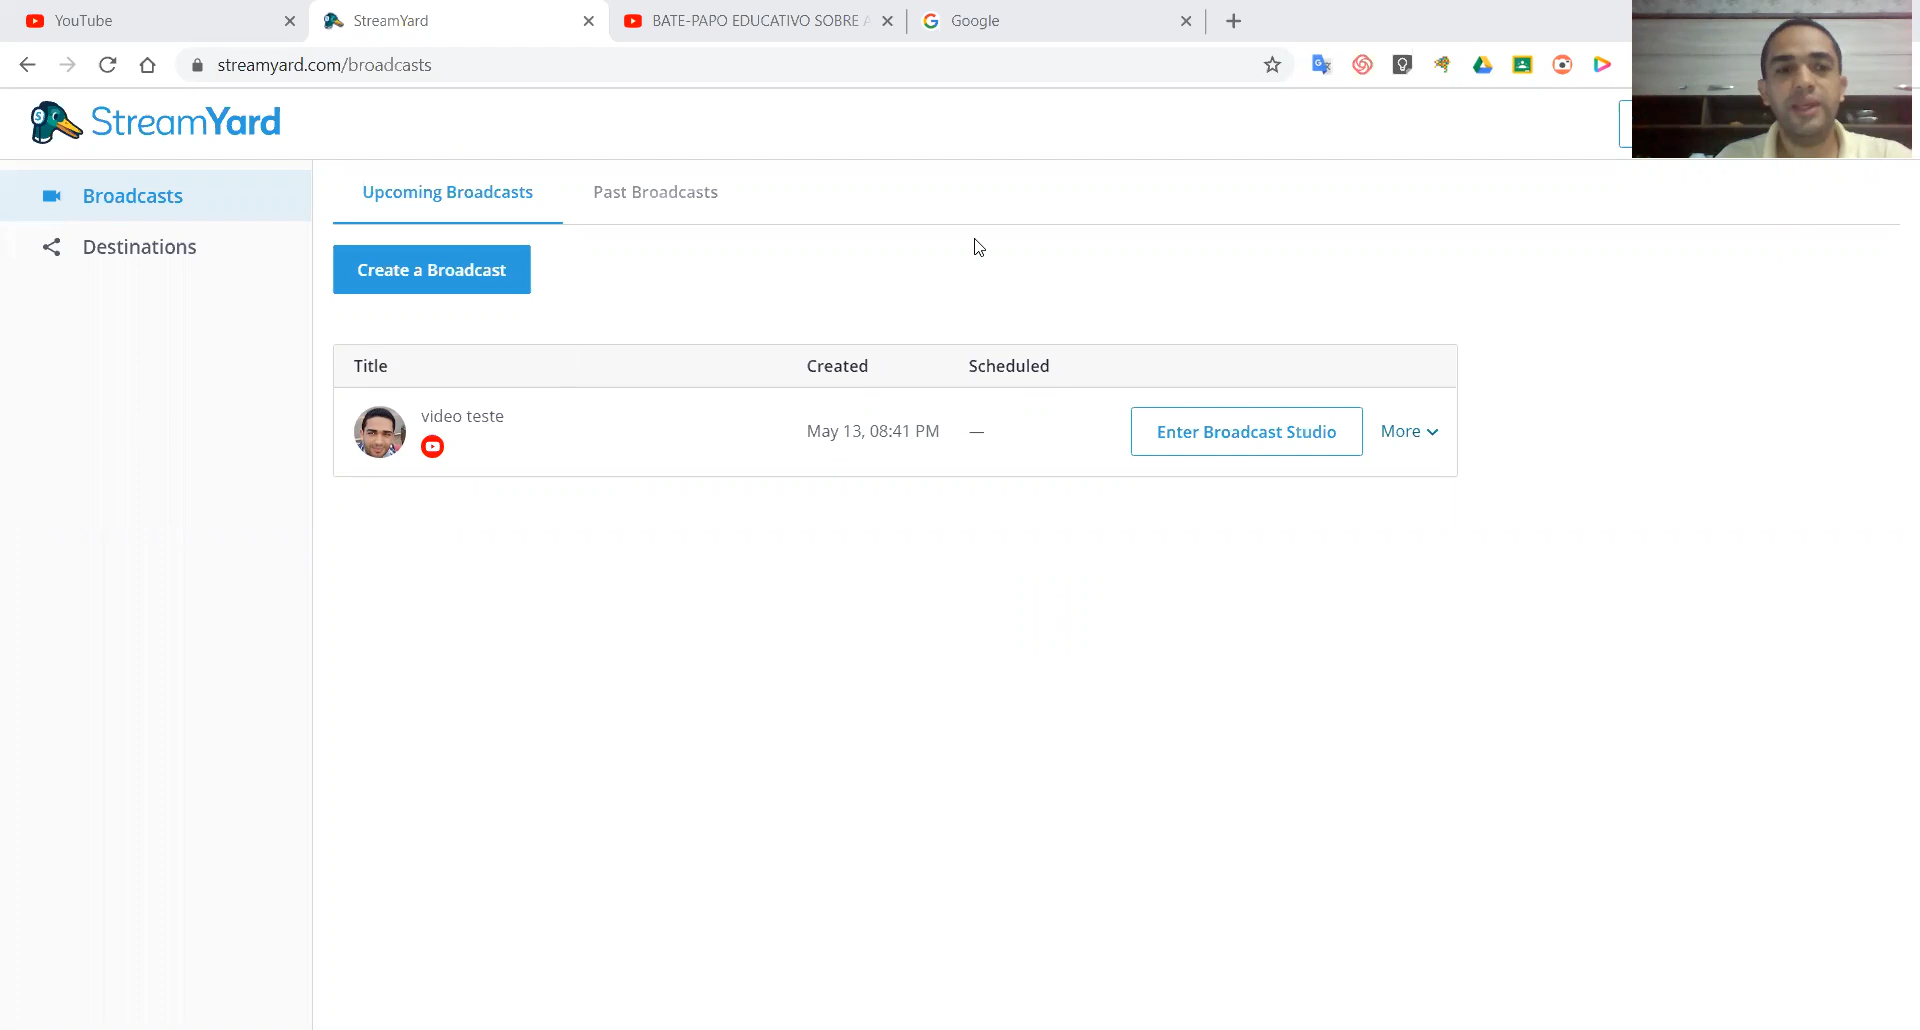 YouTube
StreamYard
BATE-PAPO EDUCATIVO SOBRE A
Google
streamyard.com/broadcasts
StreamYard
Broadcasts
Destinations
Upcoming Broadcasts
Past Broadcasts
Create a Broadcast
Title Created Scheduled
video teste
May 13, 08:41 PM —
Enter Broadcast Studio
More